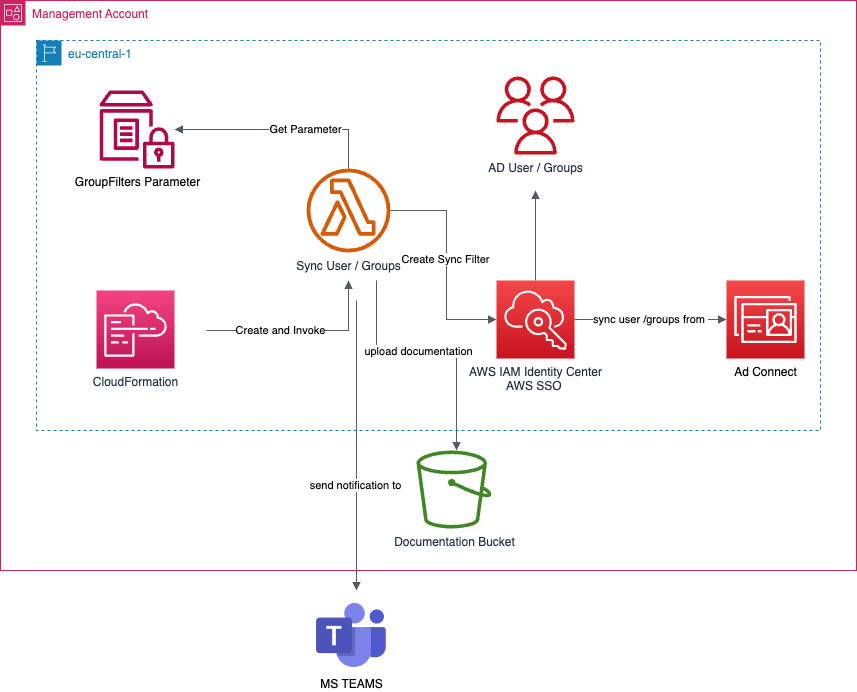 Management Account
eu-central-1
Get Parameter
GroupFilters Parameter
AD User / Groups
Sync User / Groups
Create Sync Filter
Create and Invoke
sync user /groups from
upload documentation
CloudFormation
AWS IAM Identity Center
AWS SSO
Ad Connect
send notification to
Documentation Bucket
T
MS TEAMS